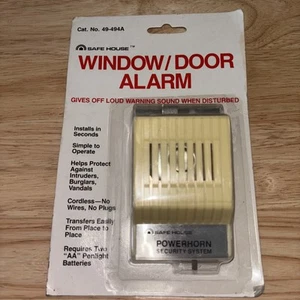 Cat. No. 49-494A
SAFE HOUSE™
WINDOW/DOOR
ALARM
GIVES OFF LOUD WARNING SOUND WHEN DISTURBED
Installs in
Seconds
Simple to
Operate
Helps Protect
Against
Intruders,
Burglars,
Vandals
Cordless—No
Wires, No Plugs
Transfers Easily
From Place to
Place
Requires Two
"AA" Penlight
Batteries
SAFE HOUSE
POWERHORN
SECURITY SYSTEM